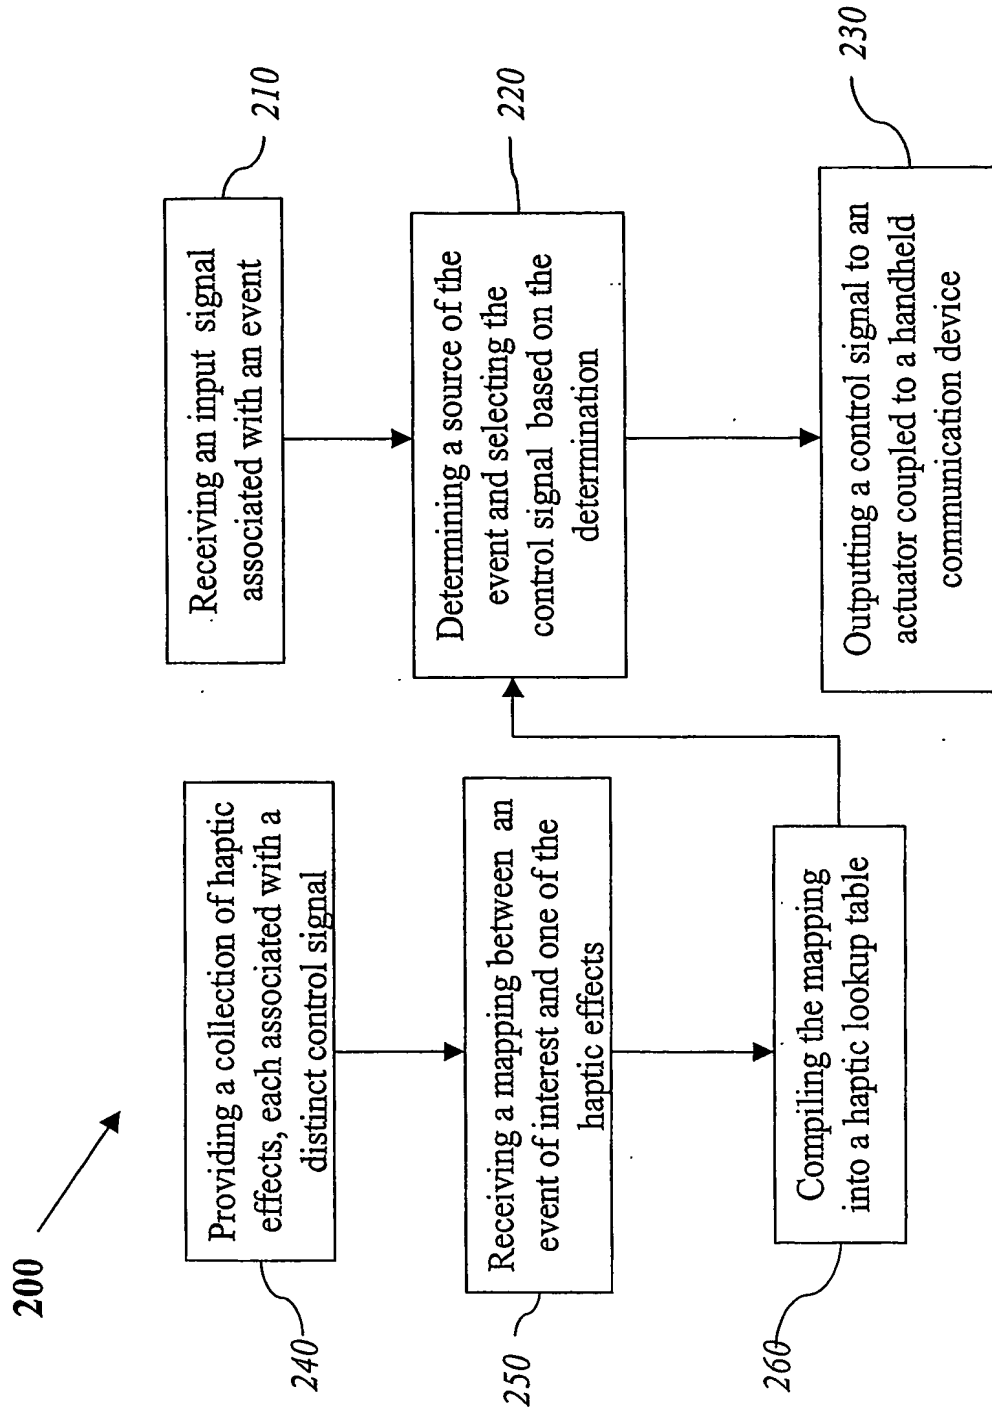 200
240
Providing a collection of haptic
effects, each associated with a
distinct control signal
250
Receiving a mapping between an
event of interest and one of the
haptic effects
260
Compiling the mapping
into a haptic lookup table
Receiving an input signal
associated with an event
210
Determining a source of the
event and selecting the
control signal based on the
determination
220
Outputting a control signal to an
actuator coupled to a handheld
communication device
230